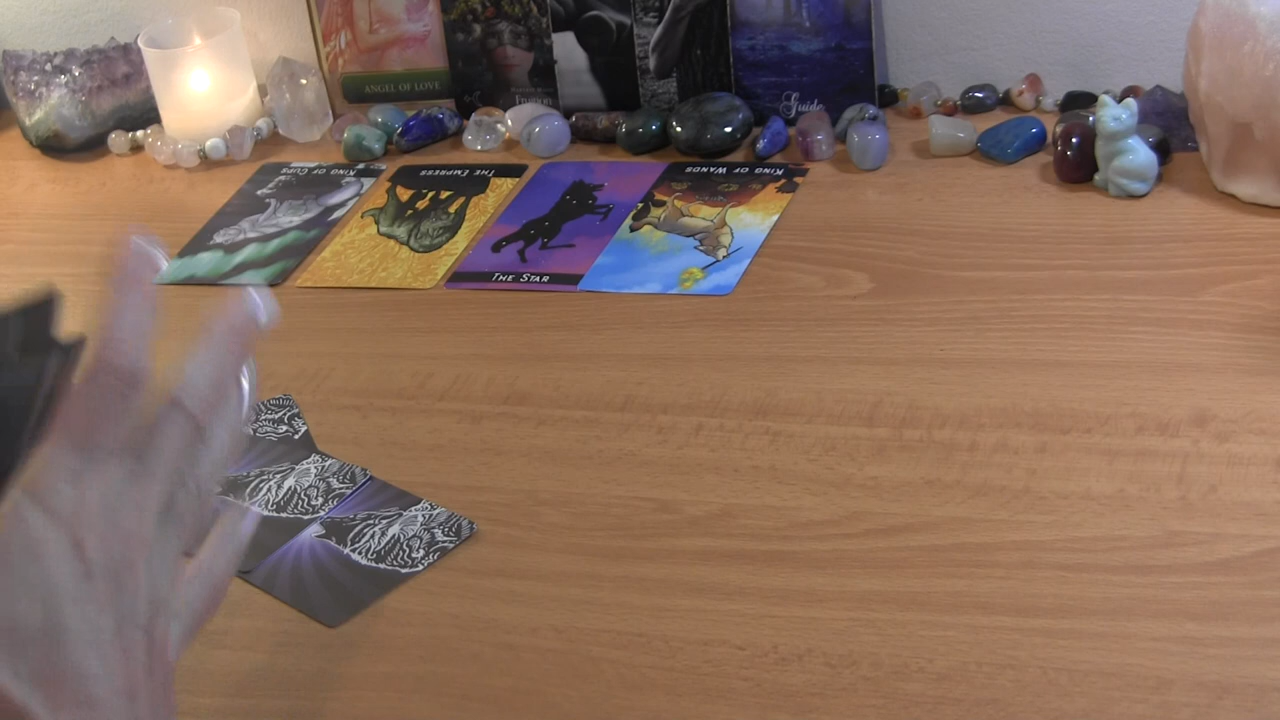 ANGEL OF LOVE
Guide
KING OF CUPS
THE EMPRESS
THE STAR
KING OF WANDS